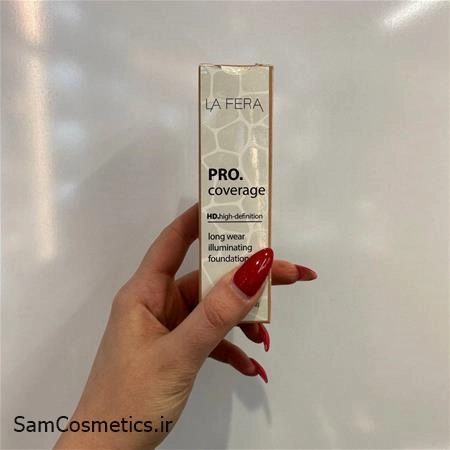 LA FERA
PRO.
coverage
HD.high-definition
long wear
illuminating
foundation
SamCosmetics.ir